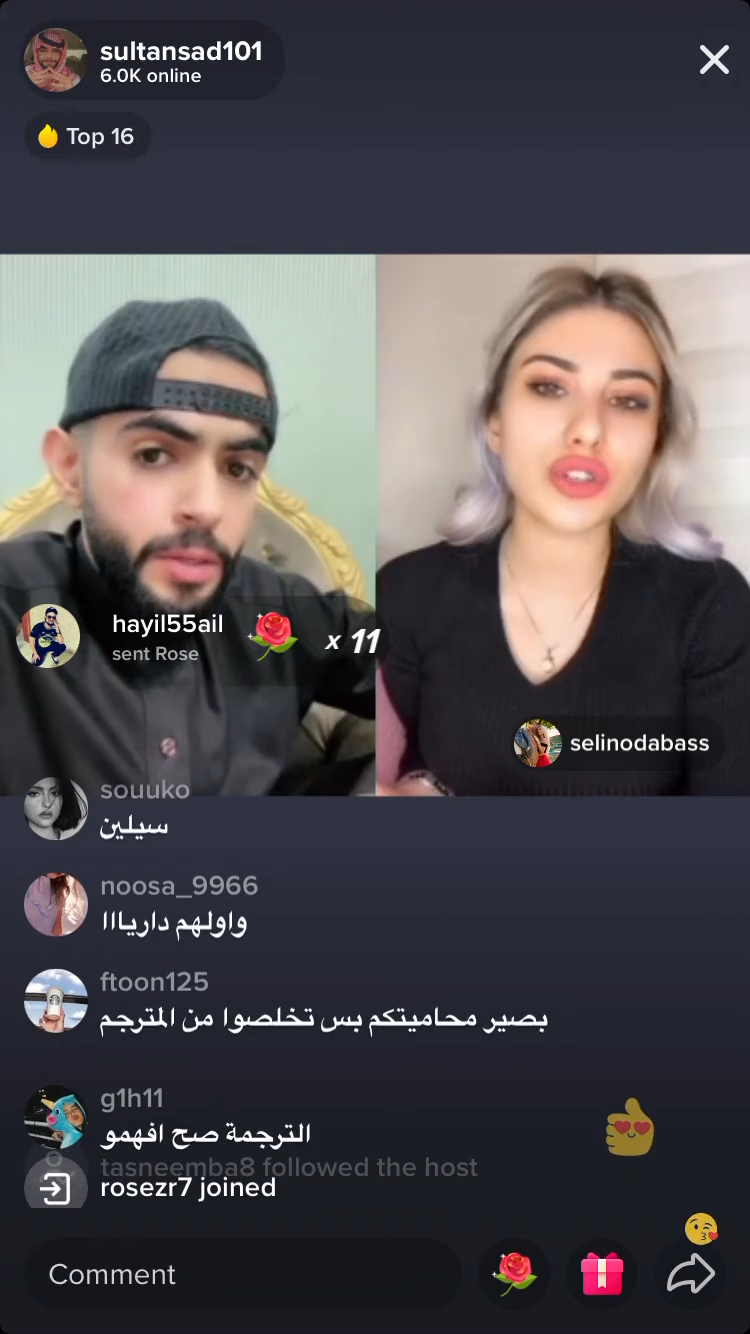 sultansad101
6.0K online
Top 16
hayil55ail
sent Rose
x 11
selinodabass
souuko
سيلين
noosa_9966
واولهم داريااا
ftoon125
بصير محاميتكم بس تخلصوا من المترجم
g1h11
الترجمة صح افهمو
tasneemba8 followed the host
rosezr7 joined
Comment